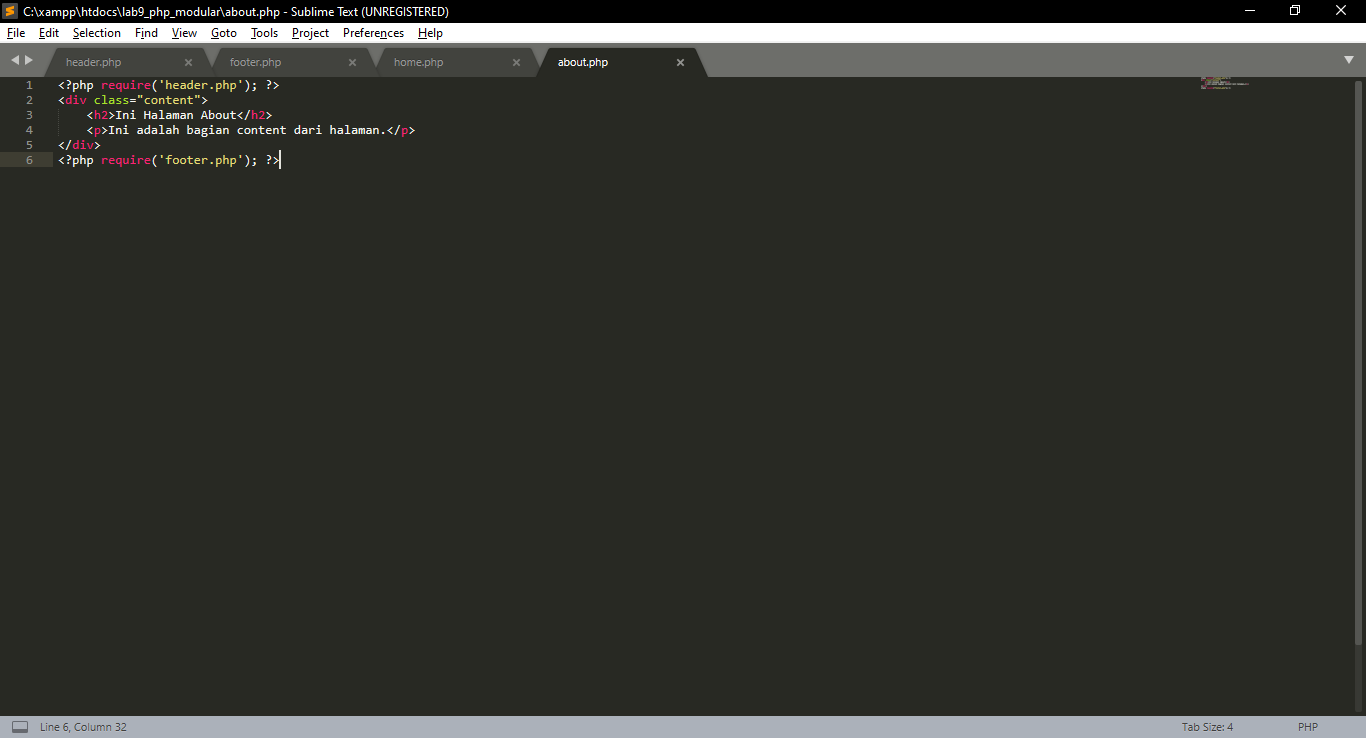 C:\xampp\htdocs\lab9_php_modular\about.php - Sublime Text (UNREGISTERED)
File Edit Selection Find View Goto Tools Project Preferences Help
header.php × footer.php × home.php × about.php ×
1 <?php require('header.php'); ?>
2 <div class="content">
3     <h2>Ini Halaman About</h2>
4     <p>Ini adalah bagian content dari halaman.</p>
5 </div>
6 <?php require('footer.php'); ?>
Line 6, Column 32 Tab Size: 4 PHP